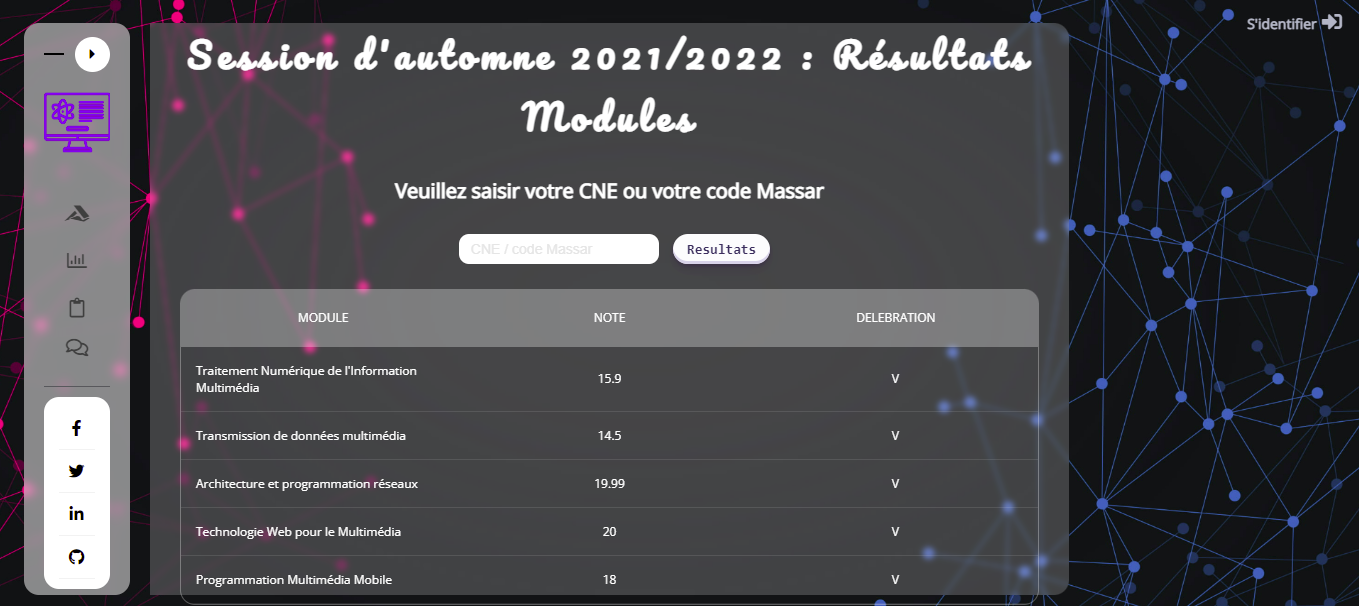 S'identifier
Session d'automne 2021/2022 : Résultats
Modules
Veuillez saisir votre CNE ou votre code Massar
CNE / code Massar Resultats
MODULE NOTE DELEBRATION
Traitement Numérique de l'Information
Multimédia 15.9 V
Transmission de données multimédia 14.5 V
Architecture et programmation réseaux 19.99 V
Technologie Web pour le Multimédia 20 V
Programmation Multimédia Mobile 18 V